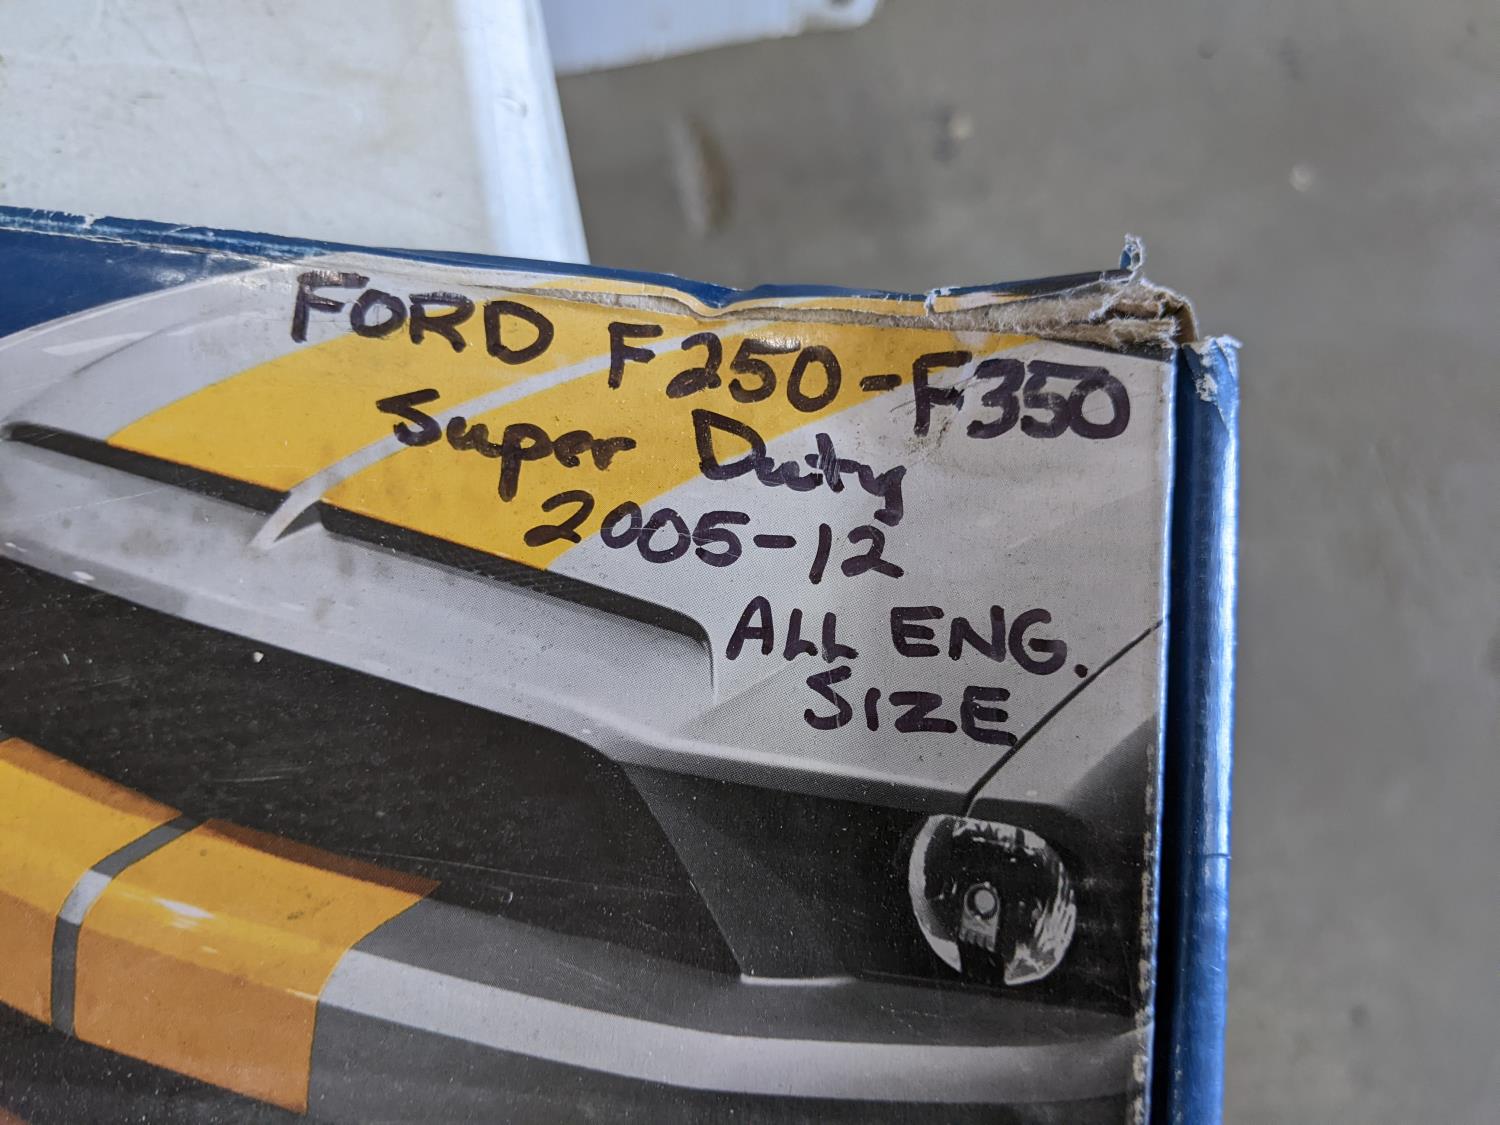 FORD F250-F350
Super Duty
2005-12
ALL ENG.
SIZE